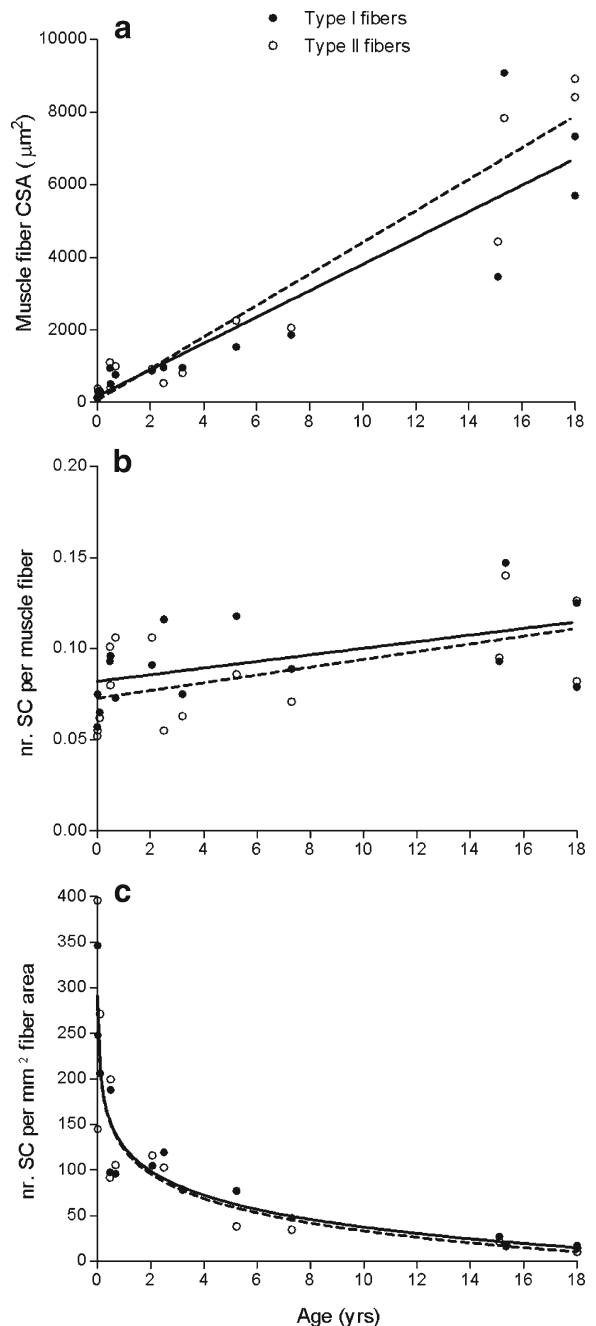 a
Type I fibers
Type II fibers
Muscle fiber CSA ( μm²)
10000
8000
6000
4000
2000
0
0 2 4 6 8 10 12 14 16 18
b
nr. SC per muscle fiber
0.20
0.15
0.10
0.05
0.00
0 2 4 6 8 10 12 14 16 18
c
nr. SC per mm² fiber area
400
350
300
250
200
150
100
50
0
0 2 4 6 8 10 12 14 16 18
Age (yrs)